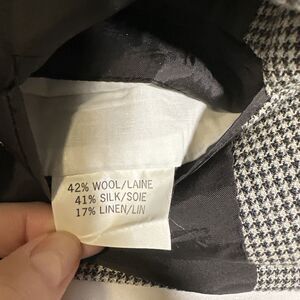 42% WOOL/LAINE
41% SILK/SOIE
17% LINEN/LIN